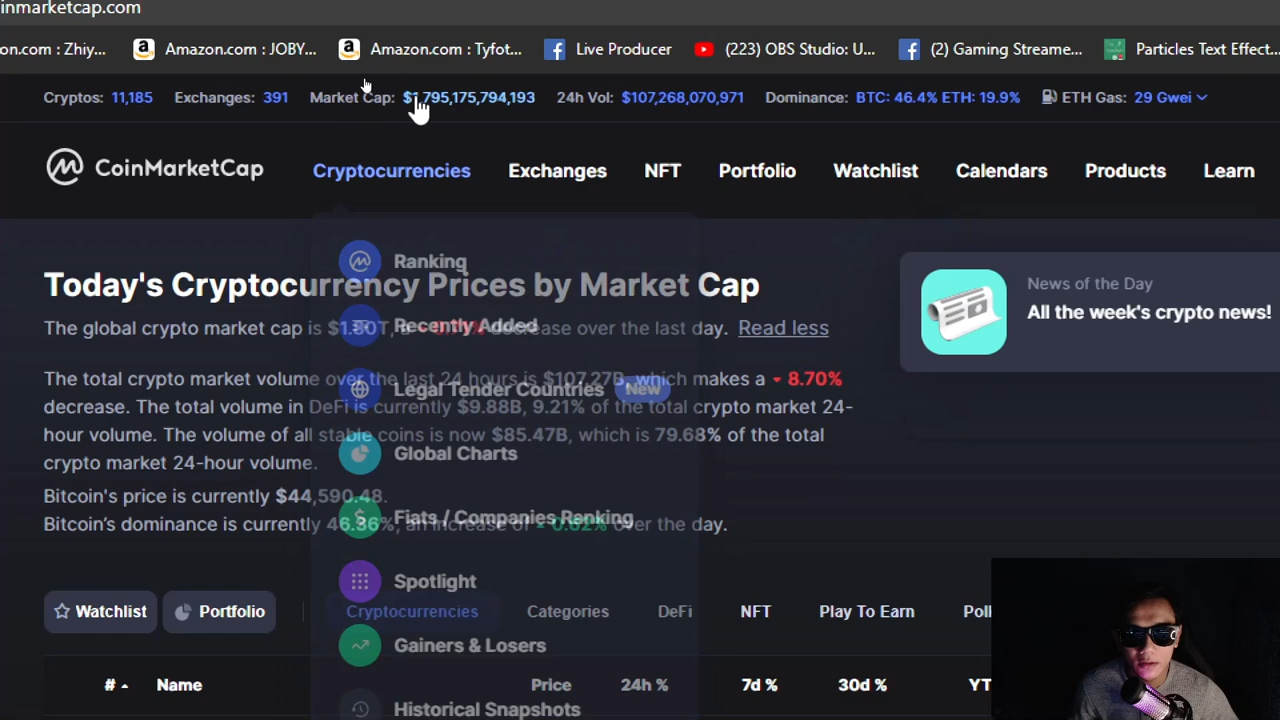 inmarketcap.com
on.com : Zhiy... Amazon.com : JOBY... Amazon.com : Tyfot... Live Producer (223) OBS Studio: U... (2) Gaming Streame... Particles Text Effect...
Cryptos: 11,185 Exchanges: 391 Market Cap: $1,795,175,794,193 24h Vol: $107,268,070,971 Dominance: BTC: 46.4% ETH: 19.9% ETH Gas: 29 Gwei
CoinMarketCap Cryptocurrencies Exchanges NFT Portfolio Watchlist Calendars Products Learn
Ranking
Today's Cryptocurrency Prices by Market Cap
News of the Day
All the week's crypto news!
Recently Added
The global crypto market cap is $1.80T, a decrease over the last day. Read less
The total crypto market volume over the last 24 hours is $107.27B, which makes a 8.70%
Legal Tender Countries New
decrease. The total volume in DeFi is currently $9.88B, 9.21% of the total crypto market 24-
hour volume. The volume of all stable coins is now $85.47B, which is 79.68% of the total
Global Charts
crypto market 24-hour volume.
Bitcoin's price is currently $44,590.48.
Fiats / Companies Ranking
Bitcoin's dominance is currently 46.36%, an increase of 0.62% over the day.
Spotlight
Watchlist Portfolio Cryptocurrencies Categories DeFi NFT Play To Earn Pol
Gainers & Losers
# Name Price 24h % 7d % 30d % YT
Historical Snapshots